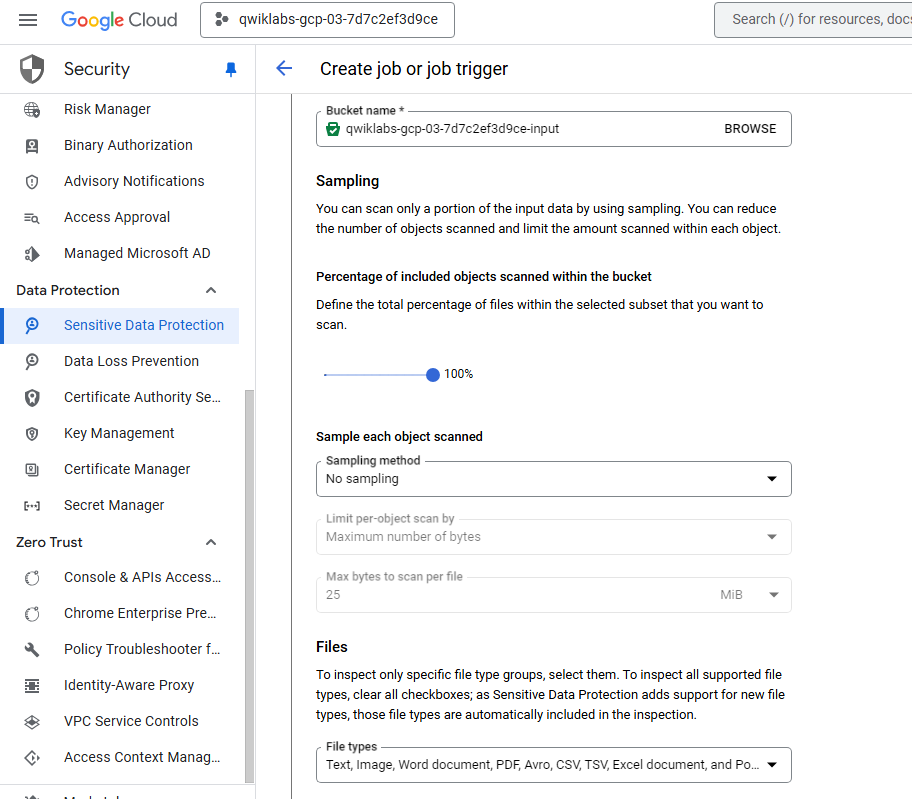 Google Cloud
qwiklabs-gcp-03-7d7c2ef3d9ce
Search (/) for resources, docs
Security
Risk Manager
Binary Authorization
Advisory Notifications
Access Approval
Managed Microsoft AD
Data Protection
Sensitive Data Protection
Data Loss Prevention
Certificate Authority Se...
Key Management
Certificate Manager
Secret Manager
Zero Trust
Console & APIs Access...
Chrome Enterprise Pre...
Policy Troubleshooter f...
Identity-Aware Proxy
VPC Service Controls
Access Context Manag...
Create job or job trigger
Bucket name *
qwiklabs-gcp-03-7d7c2ef3d9ce-input
BROWSE
Sampling
You can scan only a portion of the input data by using sampling. You can reduce
the number of objects scanned and limit the amount scanned within each object.
Percentage of included objects scanned within the bucket
Define the total percentage of files within the selected subset that you want to
scan.
100%
Sample each object scanned
Sampling method
No sampling
Limit per-object scan by
Maximum number of bytes
Max bytes to scan per file
25 MiB
Files
To inspect only specific file type groups, select them. To inspect all supported file
types, clear all checkboxes; as Sensitive Data Protection adds support for new file
types, those file types are automatically included in the inspection.
File types
Text, Image, Word document, PDF, Avro, CSV, TSV, Excel document, and Po...